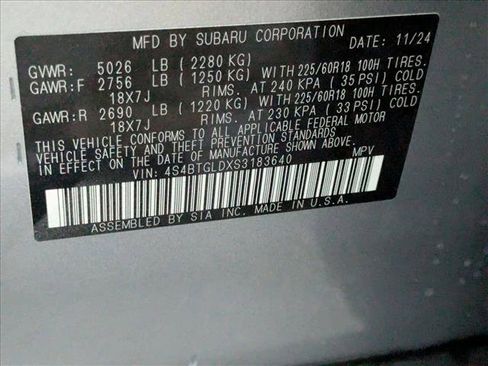 MFD BY SUBARU CORPORATION DATE: 11/24
GVWR: 5026 LB (2280 KG)
GAWR:F 2756 LB (1250 KG) WITH 225/60R18 100H TIRES.
18X7J RIMS. AT 240 KPA (35 PSI) COLD
GAWR:R 2690 LB (1220 KG) WITH 225/60R18 100H TIRES.
18X7J RIMS. AT 230 KPA (33 PSI) COLD
THIS VEHICLE CONFORMS TO ALL APPLICABLE FEDERAL MOTOR
VEHICLE SAFETY AND THEFT PREVENTION STANDARDS
IN EFFECT ON THE DATE OF MANUFACTURE SHOWN ABOVE.
VIN: 4S4BTGLDXS3183640 MPV
ASSEMBLED BY SIA INC. MADE IN U.S.A.